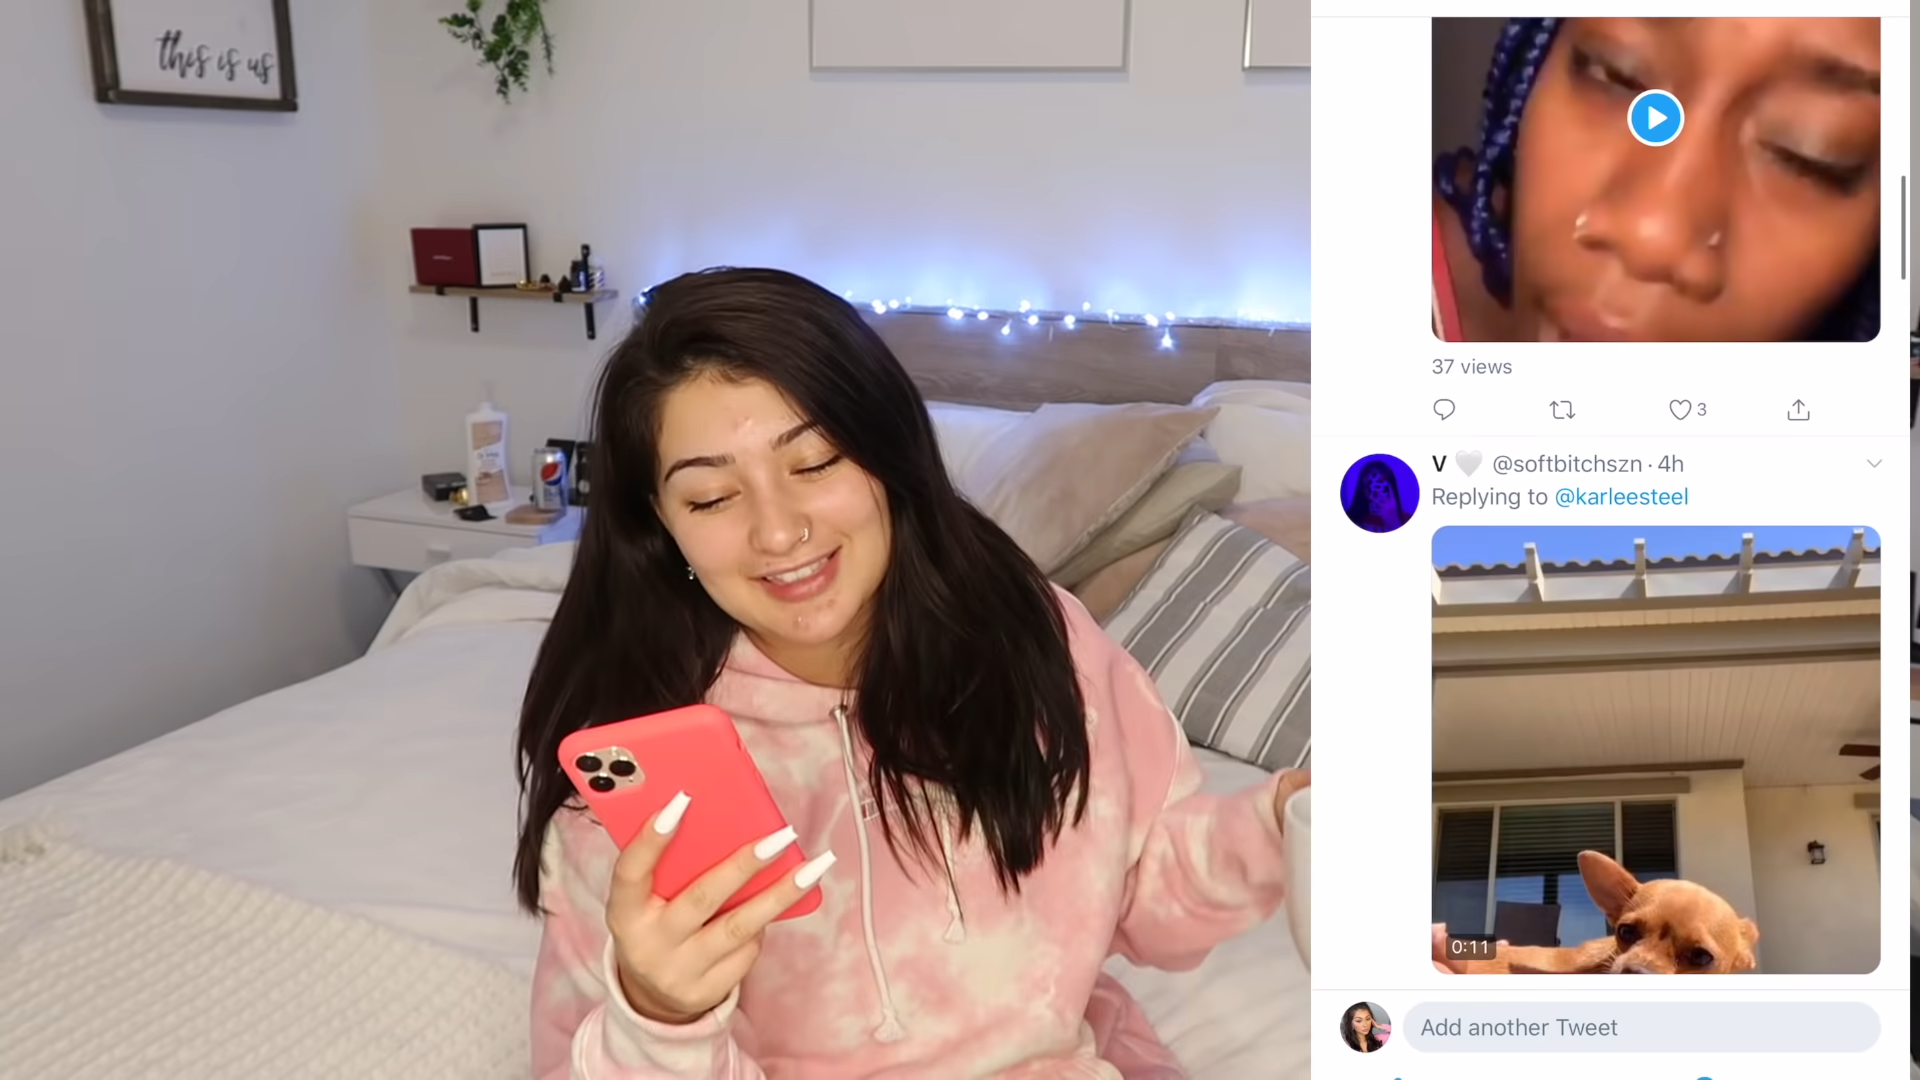 this is us
37 views
3
V 🤍 @softbitchszn · 4h
Replying to @karleesteel
0:11
Add another Tweet